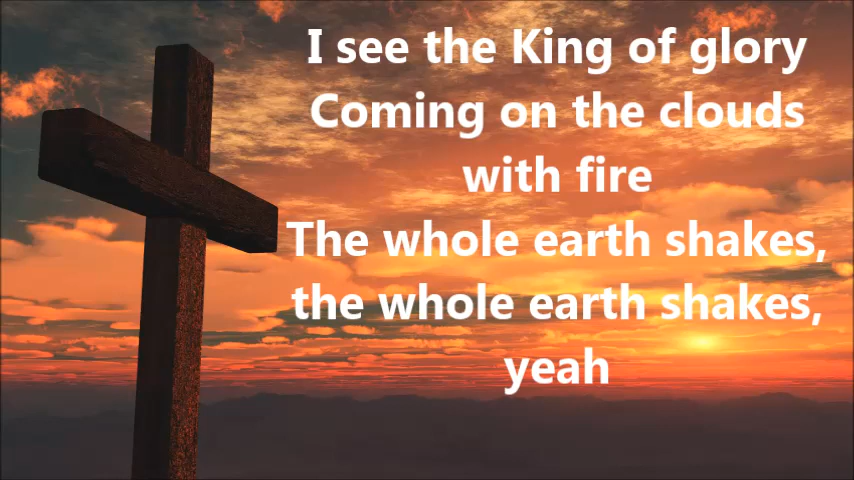 I see the King of glory
Coming on the clouds
with fire
The whole earth shakes,
the whole earth shakes,
yeah